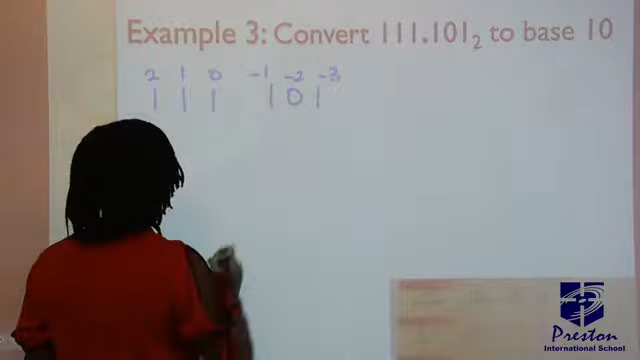 Example 3: Convert 111.101₂ to base 10
2 1 0 -1 -2 -3
1 1 1 1 0 1
Preston
International School